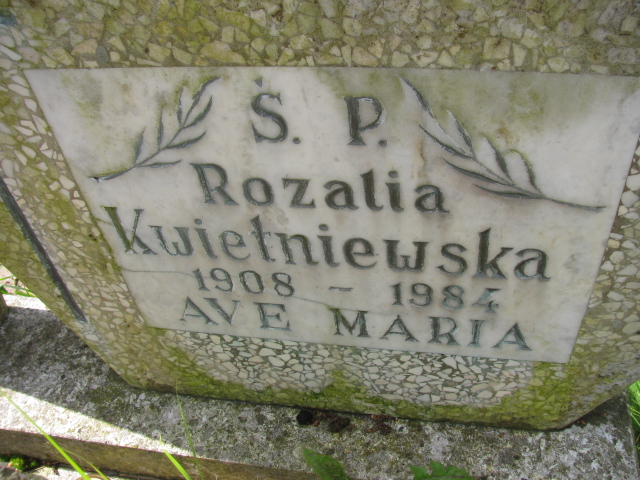 Ś. P.
Rozalia
Kwietniewska
1908 - 1984
AVE MARIA